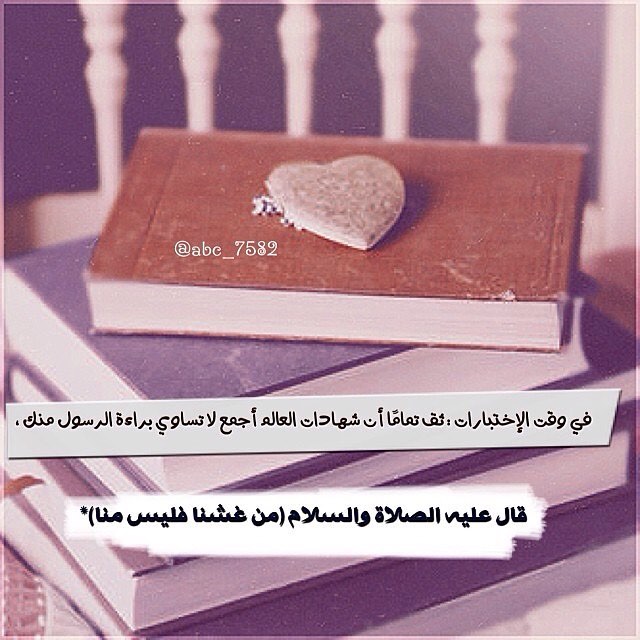 @abc_7582
في وقت الإختبارات : ثق تمامًا أن شهادات العالم أجمع لا تساوي براءة الرسول منك ،
قال عليه الصلاة والسلام (من غشنا فليس منا)*